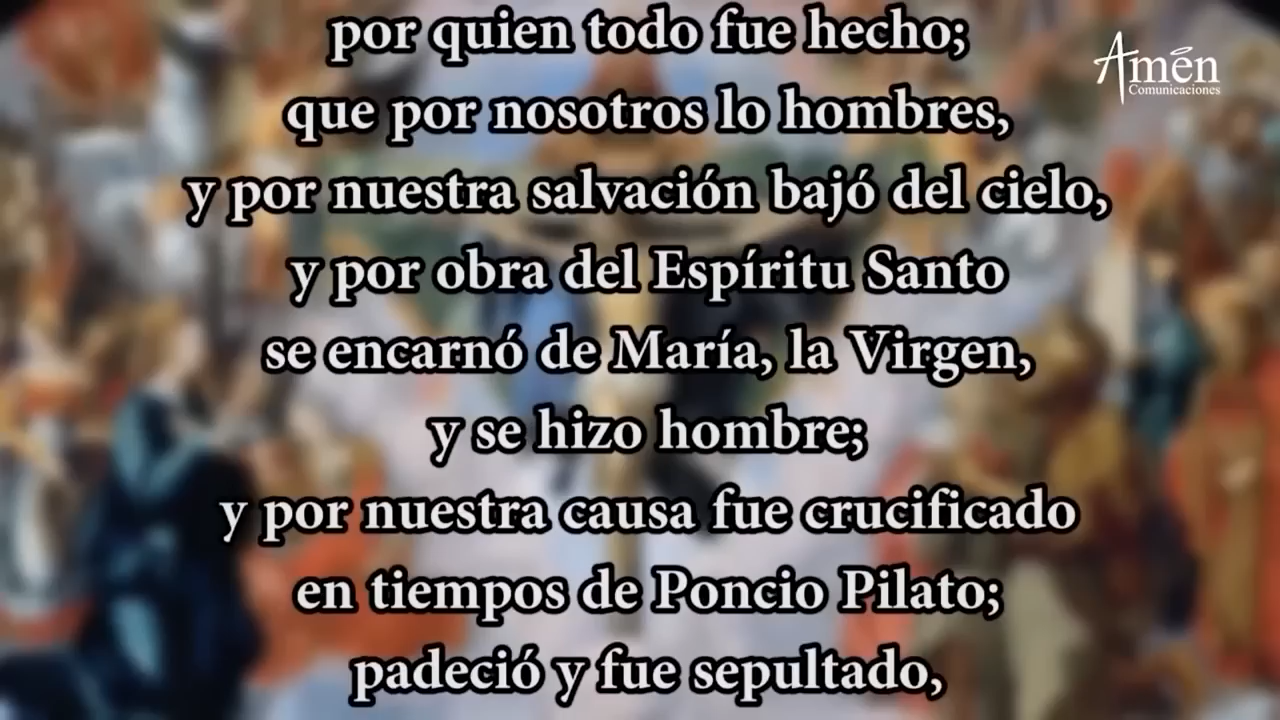 por quien todo fue hecho;
que por nosotros lo hombres,
y por nuestra salvación bajó del cielo,
y por obra del Espíritu Santo
se encarnó de María, la Virgen,
y se hizo hombre;
y por nuestra causa fue crucificado
en tiempos de Poncio Pilato;
padeció y fue sepultado,
Amén
Comunicaciones